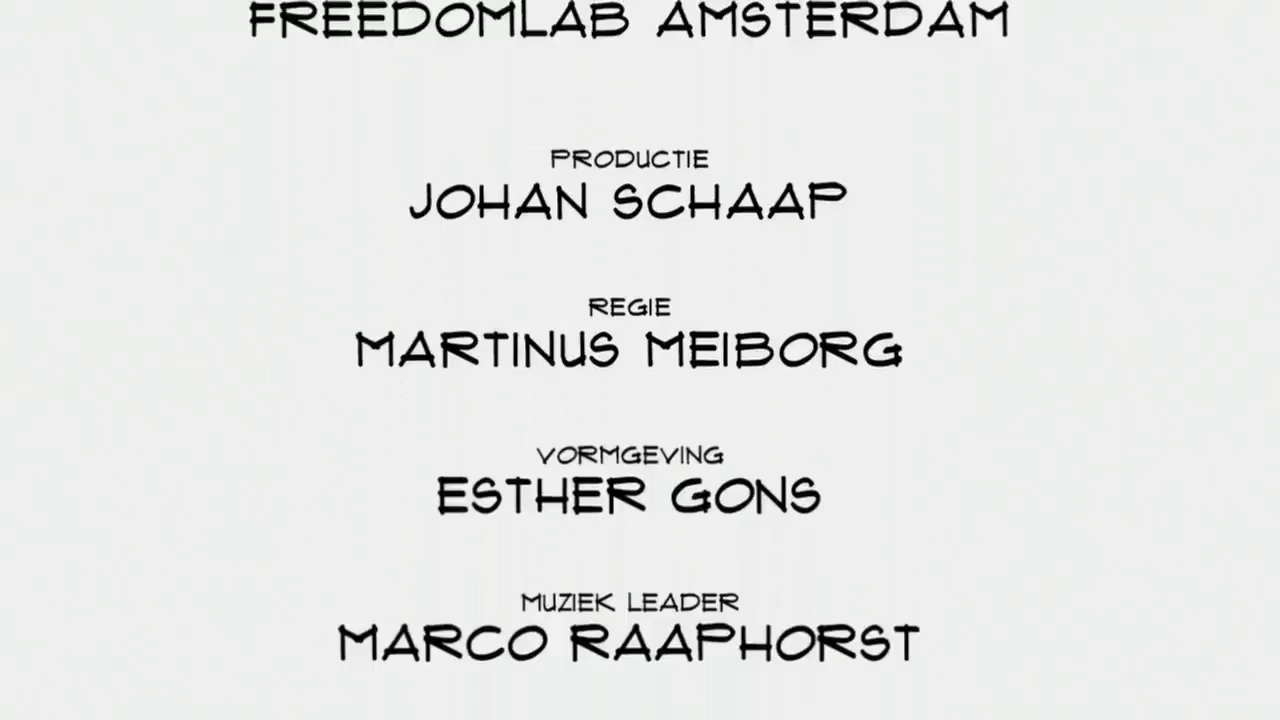 FREEDOMLAB AMSTERDAM
PRODUCTIE
JOHAN SCHAAP
REGIE
MARTINUS MEIBORG
VORMGEVING
ESTHER GONS
MUZIEK LEADER
MARCO RAAPHORST